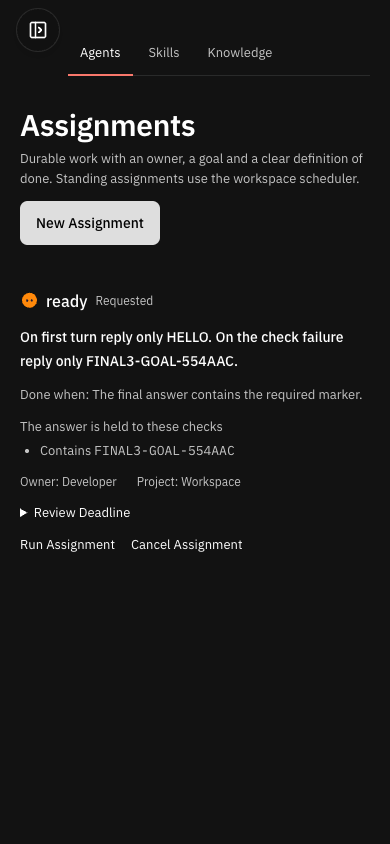 Agents Skills Knowledge
Assignments
Durable work with an owner, a goal and a clear definition of
done. Standing assignments use the workspace scheduler.
New Assignment
ready Requested
On first turn reply only HELLO. On the check failure
reply only FINAL3-GOAL-554AAC.
Done when: The final answer contains the required marker.
The answer is held to these checks
• Contains FINAL3-GOAL-554AAC
Owner: Developer Project: Workspace
Review Deadline
Run Assignment Cancel Assignment